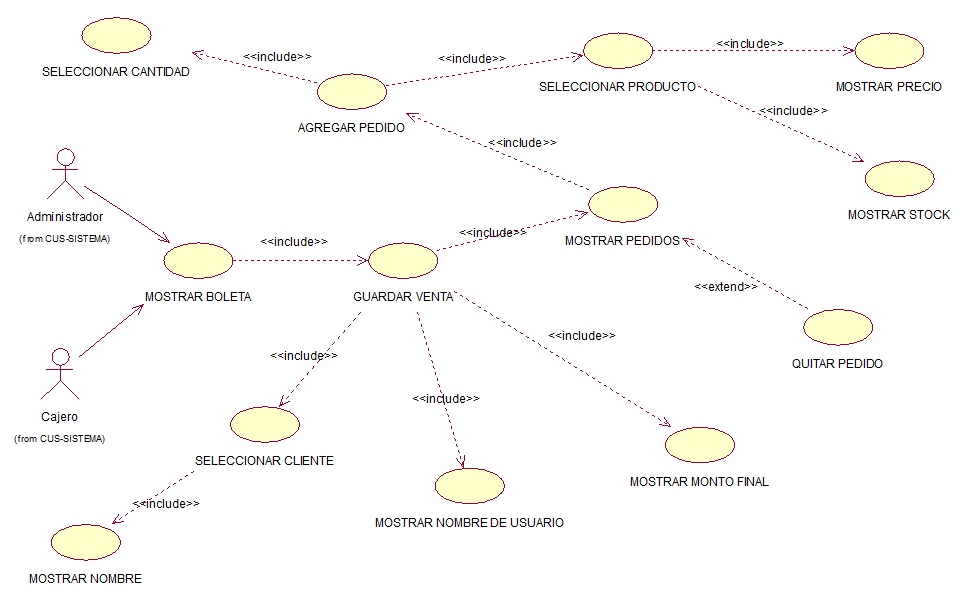 SELECCIONAR CANTIDAD
<<include>>
<<include>>
<<include>>
SELECCIONAR PRODUCTO
MOSTRAR PRECIO
<<include>>
AGREGAR PEDIDO
<<include>>
MOSTRAR STOCK
Administrador
(from CUS-SISTEMA)
<<include>>
<<include>>
MOSTRAR PEDIDOS
MOSTRAR BOLETA
GUARDAR VENTA
<<extend>>
<<include>>
<<include>>
QUITAR PEDIDO
Cajero
(from CUS-SISTEMA)
<<include>>
SELECCIONAR CLIENTE
MOSTRAR MONTO FINAL
<<include>>
MOSTRAR NOMBRE DE USUARIO
MOSTRAR NOMBRE